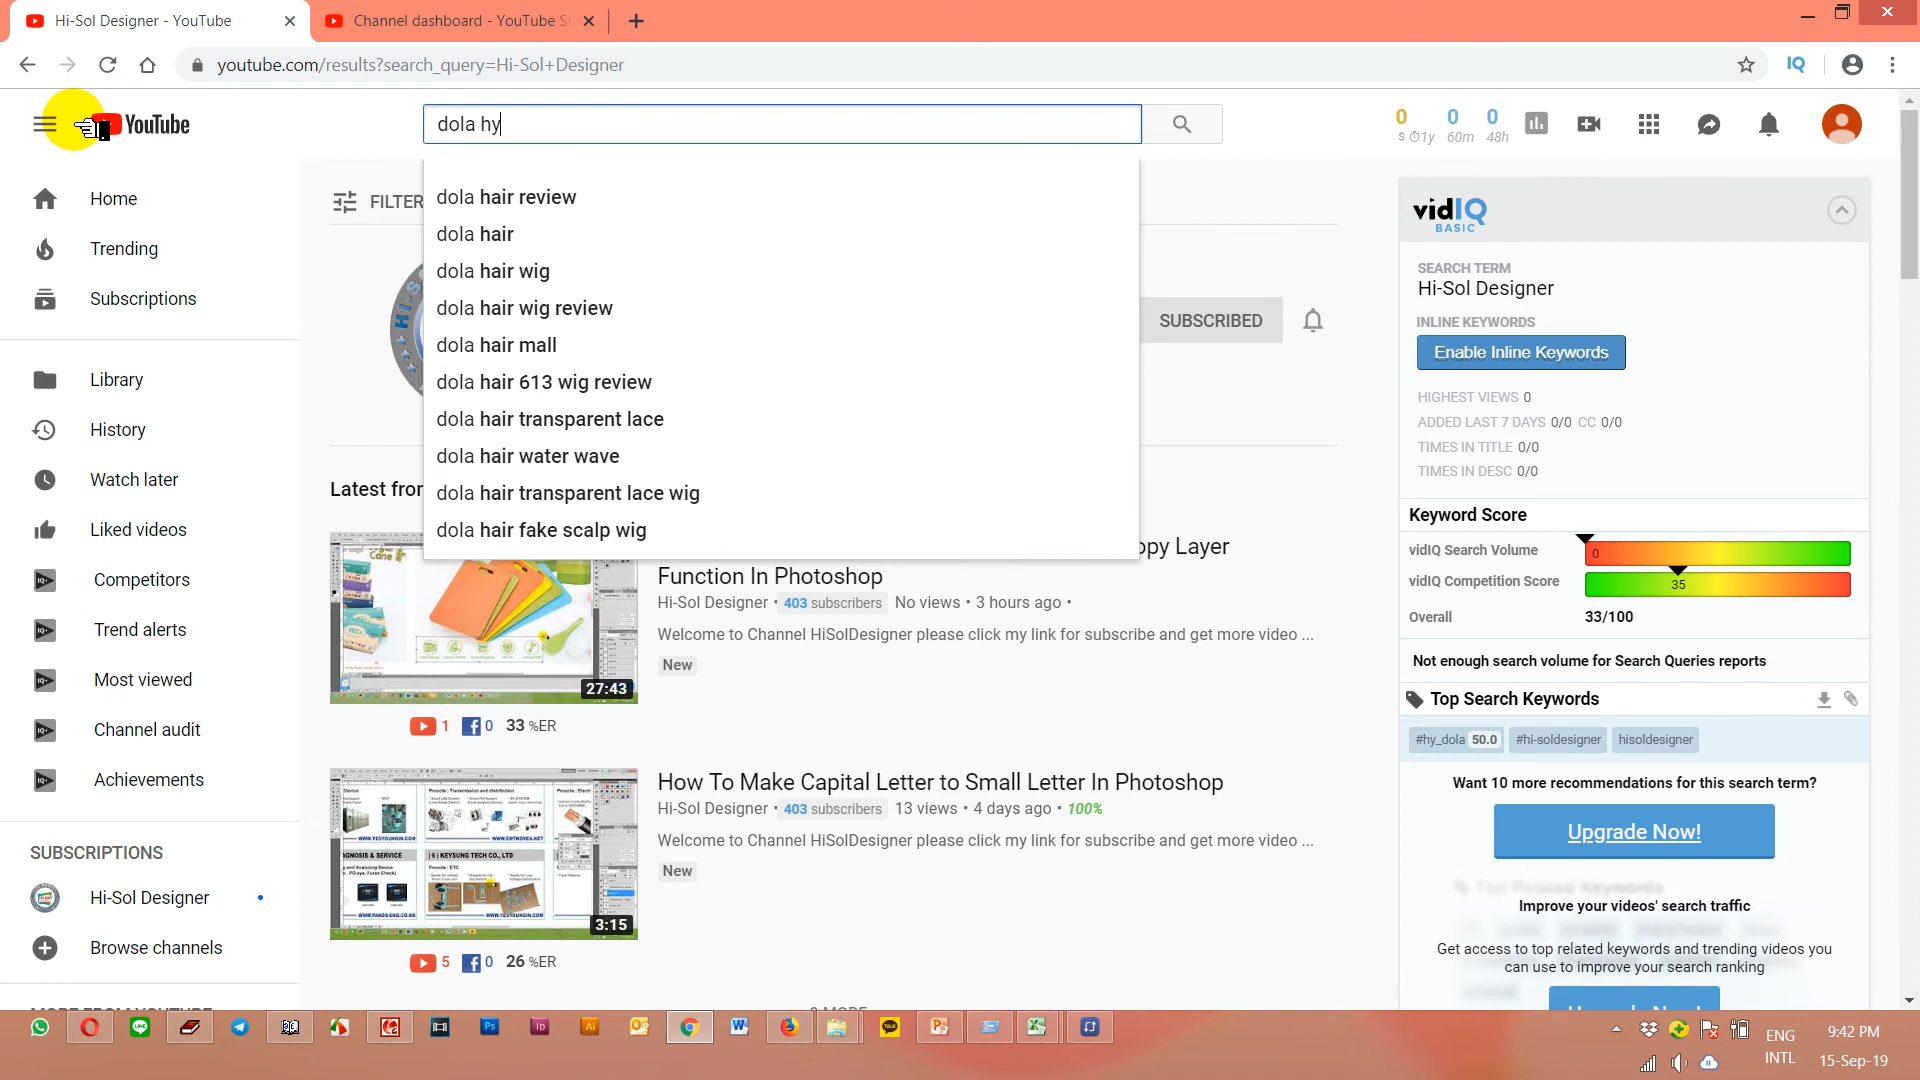 Hi-Sol Designer - YouTube
Channel dashboard - YouTube St
youtube.com/results?search_query=Hi-Sol+Designer
IQ
YouTube
dola hy
0 0 0
$ 1y 60m 48h
Home
Trending
Subscriptions
Library
History
Watch later
Liked videos
Competitors
Trend alerts
Most viewed
Channel audit
Achievements
SUBSCRIPTIONS
Hi-Sol Designer
Browse channels
FILTER
dola hair review
dola hair
dola hair wig
dola hair wig review
dola hair mall
dola hair 613 wig review
dola hair transparent lace
dola hair water wave
dola hair transparent lace wig
dola hair fake scalp wig
SUBSCRIBED
Latest from
opy Layer
Function In Photoshop
Hi-Sol Designer • 403 subscribers No views • 3 hours ago •
Welcome to Channel HiSolDesigner please click my link for subscribe and get more video ...
New
27:43
1 0 33 %ER
How To Make Capital Letter to Small Letter In Photoshop
Hi-Sol Designer • 403 subscribers 13 views • 4 days ago • 100%
Welcome to Channel HiSolDesigner please click my link for subscribe and get more video ...
New
3:15
5 0 26 %ER
vidIQ
BASIC
SEARCH TERM
Hi-Sol Designer
INLINE KEYWORDS
Enable Inline Keywords
HIGHEST VIEWS 0
ADDED LAST 7 DAYS 0/0 CC 0/0
TIMES IN TITLE 0/0
TIMES IN DESC 0/0
Keyword Score
vidIQ Search Volume 0
vidIQ Competition Score 35
Overall 33/100
Not enough search volume for Search Queries reports
Top Search Keywords
#hy_dola 50.0 #hi-soldesigner hisoldesigner
Want 10 more recommendations for this search term?
Upgrade Now!
Improve your videos' search traffic
Get access to top related keywords and trending videos you
can use to improve your search ranking
ENG
INTL
9:42 PM
15-Sep-19